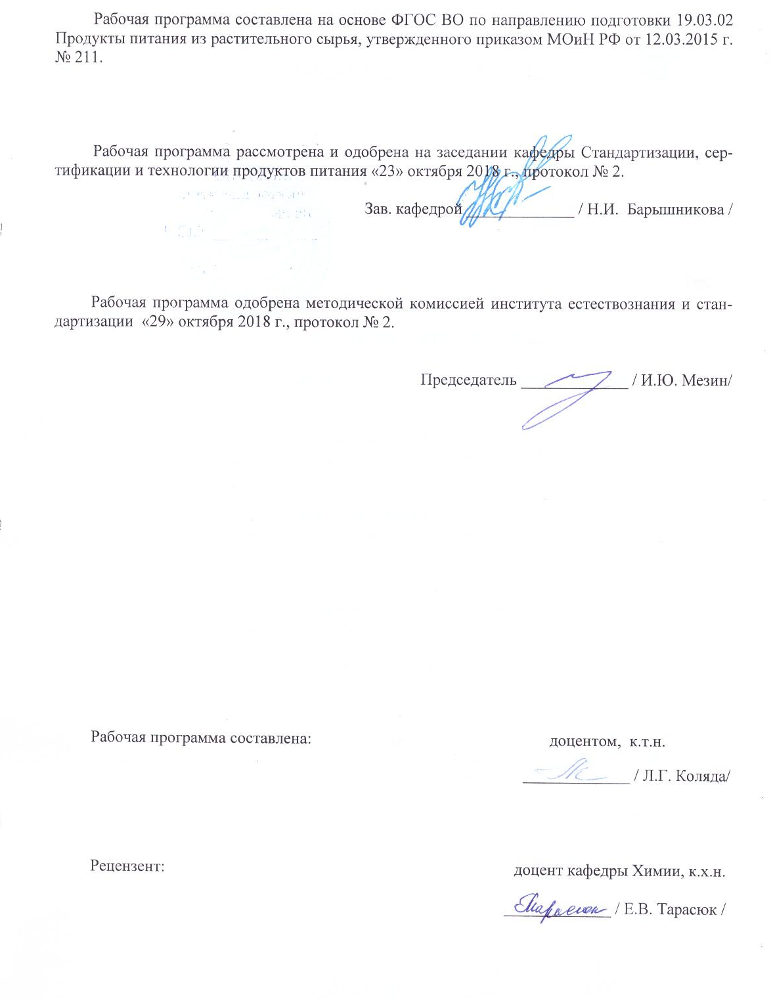 Рабочая программа составлена на основе ФГОС ВО по направлению подготовки 19.03.02
Продукты питания из растительного сырья, утвержденного приказом МОиН РФ от 12.03.2015 г.
№ 211.
Рабочая программа рассмотрена и одобрена на заседании кафедры Стандартизации, сер-
тификации и технологии продуктов питания «23» октября 2018 г., протокол № 2.
Зав. кафедрой _____________ / Н.И. Барышникова /
Рабочая программа одобрена методической комиссией института естествознания и стан-
дартизации «29» октября 2018 г., протокол № 2.
Председатель _____________ / И.Ю. Мезин/
Рабочая программа составлена:
доцентом, к.т.н.
_____________ / Л.Г. Коляда/
Рецензент:
доцент кафедры Химии, к.х.н.
_____________ / Е.В. Тарасюк /